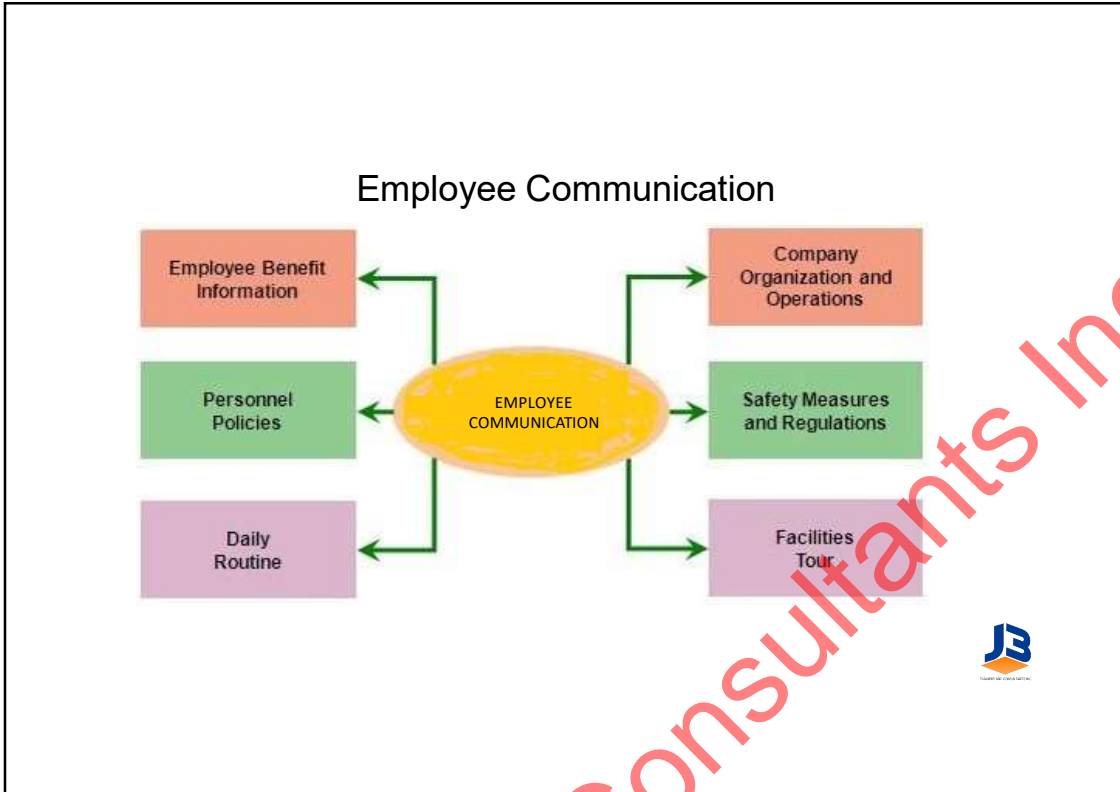 Employee Communication
Employee Benefit
Information
Company
Organization and
Operations
Personnel
Policies
EMPLOYEE
COMMUNICATION
Safety Measures
and Regulations
Daily
Routine
Facilities
Tour
Consultants Inc
J3